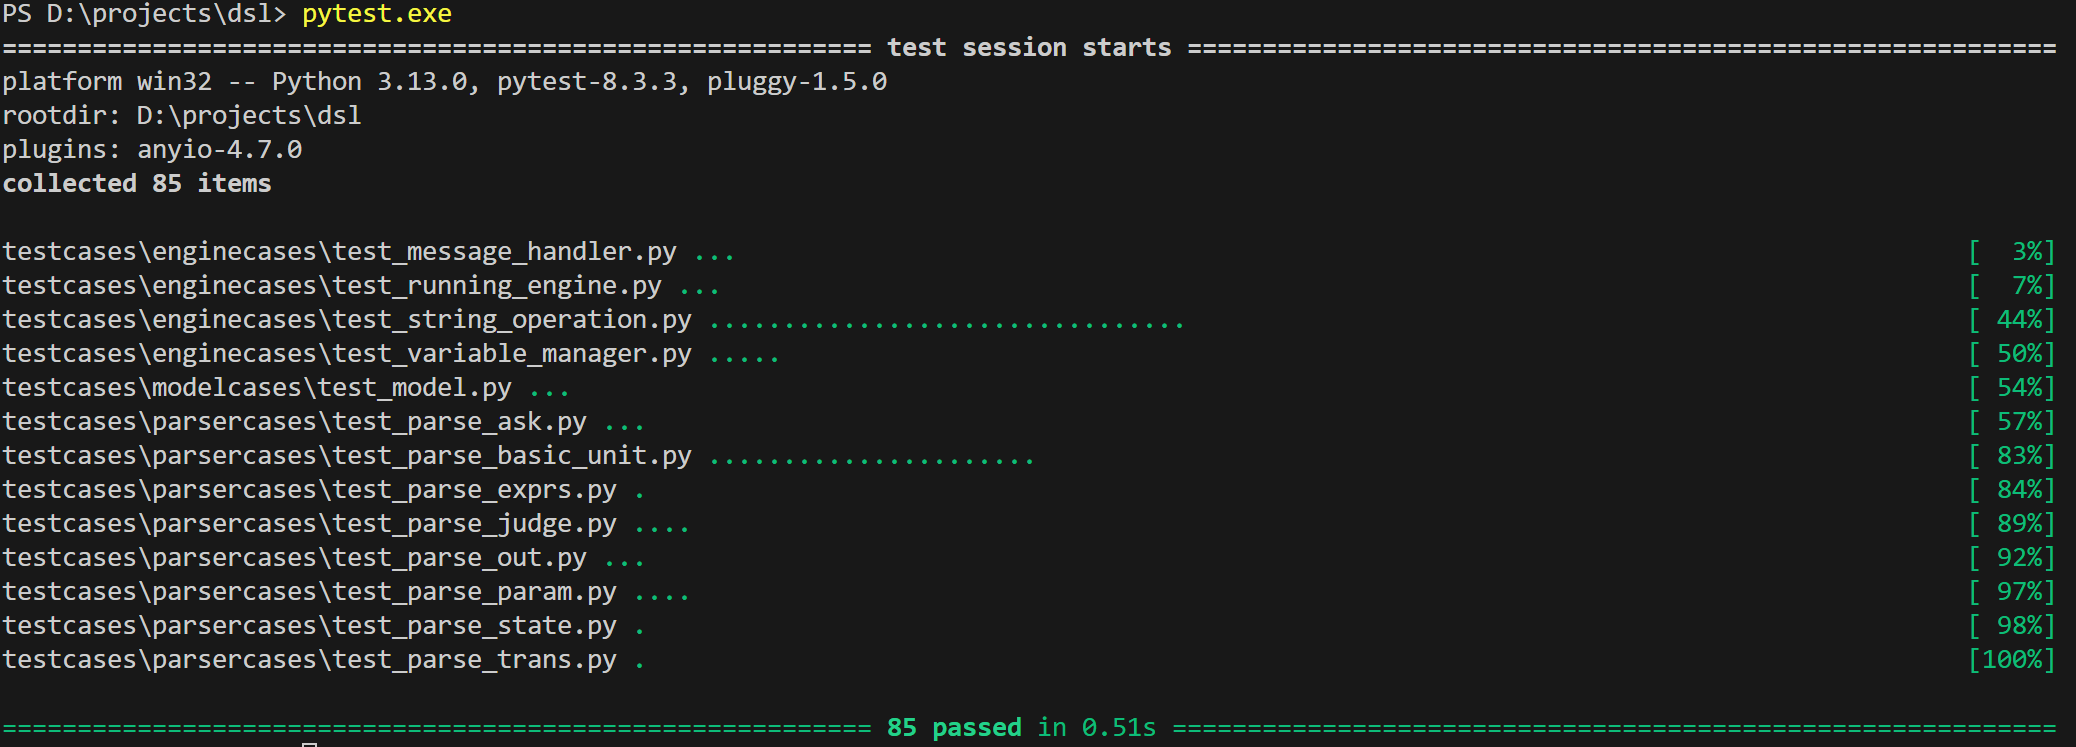 PS D:\projects\dsl> pytest.exe
========================================================== test session starts ==========================================================
platform win32 -- Python 3.13.0, pytest-8.3.3, pluggy-1.5.0
rootdir: D:\projects\dsl
plugins: anyio-4.7.0
collected 85 items
testcases\enginecases\test_message_handler.py ... [  3%]
testcases\enginecases\test_running_engine.py ... [  7%]
testcases\enginecases\test_string_operation.py ................................ [ 44%]
testcases\enginecases\test_variable_manager.py ..... [ 50%]
testcases\modelcases\test_model.py ... [ 54%]
testcases\parsercases\test_parse_ask.py ... [ 57%]
testcases\parsercases\test_parse_basic_unit.py ...................... [ 83%]
testcases\parsercases\test_parse_exprs.py . [ 84%]
testcases\parsercases\test_parse_judge.py .... [ 89%]
testcases\parsercases\test_parse_out.py ... [ 92%]
testcases\parsercases\test_parse_param.py .... [ 97%]
testcases\parsercases\test_parse_state.py . [ 98%]
testcases\parsercases\test_parse_trans.py . [100%]
========================================================== 85 passed in 0.51s ===========================================================